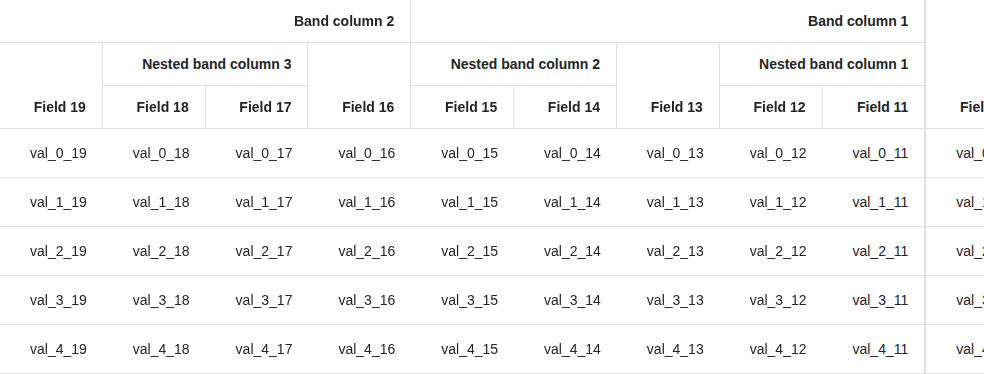 Band column 2 Band column 1
Nested band column 3 Nested band column 2 Nested band column 1
Field 19 Field 18 Field 17 Field 16 Field 15 Field 14 Field 13 Field 12 Field 11
val_0_19 val_0_18 val_0_17 val_0_16 val_0_15 val_0_14 val_0_13 val_0_12 val_0_11
val_1_19 val_1_18 val_1_17 val_1_16 val_1_15 val_1_14 val_1_13 val_1_12 val_1_11
val_2_19 val_2_18 val_2_17 val_2_16 val_2_15 val_2_14 val_2_13 val_2_12 val_2_11
val_3_19 val_3_18 val_3_17 val_3_16 val_3_15 val_3_14 val_3_13 val_3_12 val_3_11
val_4_19 val_4_18 val_4_17 val_4_16 val_4_15 val_4_14 val_4_13 val_4_12 val_4_11